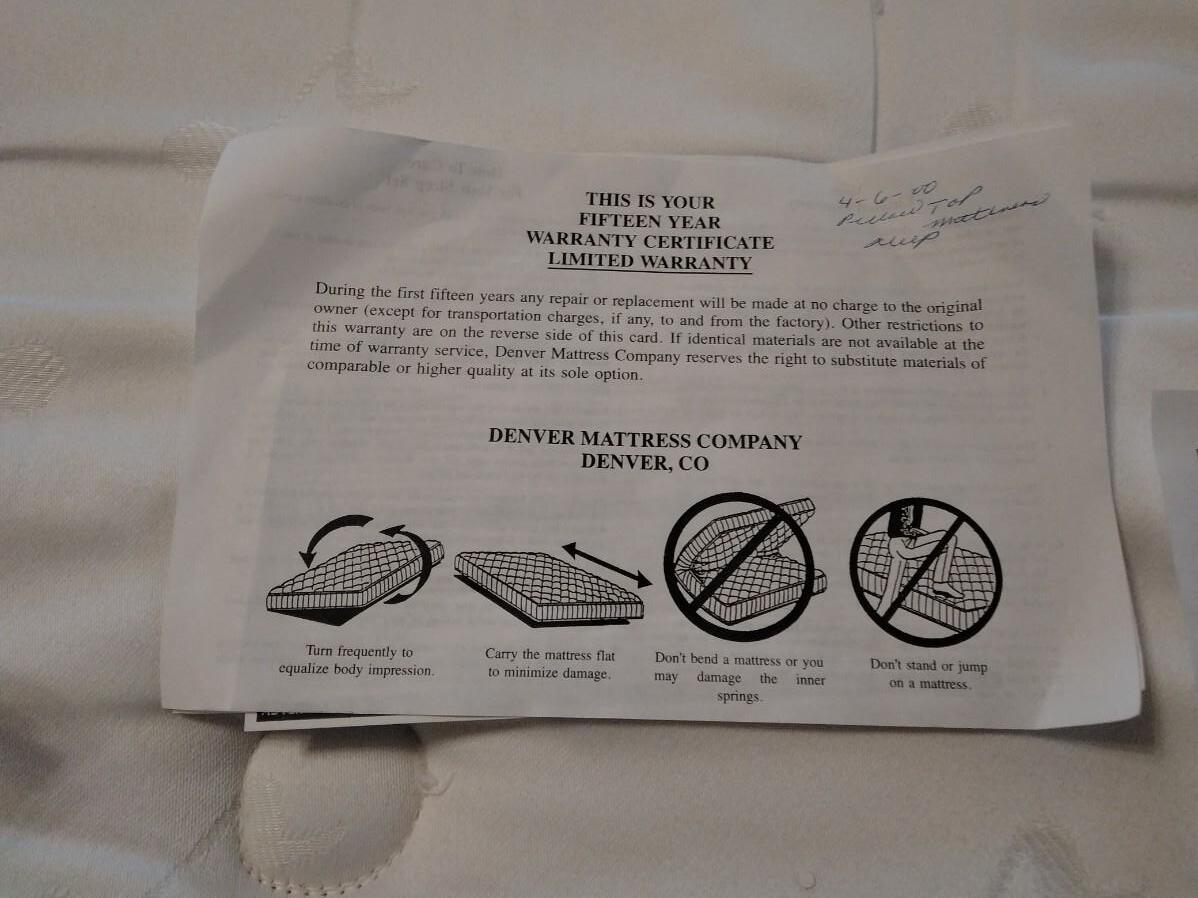 THIS IS YOUR
FIFTEEN YEAR
WARRANTY CERTIFICATE
LIMITED WARRANTY
4-6-00
Pillow Top
mattress
During the first fifteen years any repair or replacement will be made at no charge to the original
owner (except for transportation charges, if any, to and from the factory). Other restrictions to
this warranty are on the reverse side of this card. If identical materials are not available at the
time of warranty service, Denver Mattress Company reserves the right to substitute materials of
comparable or higher quality at its sole option.
DENVER MATTRESS COMPANY
DENVER, CO
Turn frequently to
equalize body impression.
Carry the mattress flat
to minimize damage.
Don't bend a mattress or you
may damage the inner
springs.
Don't stand or jump
on a mattress.